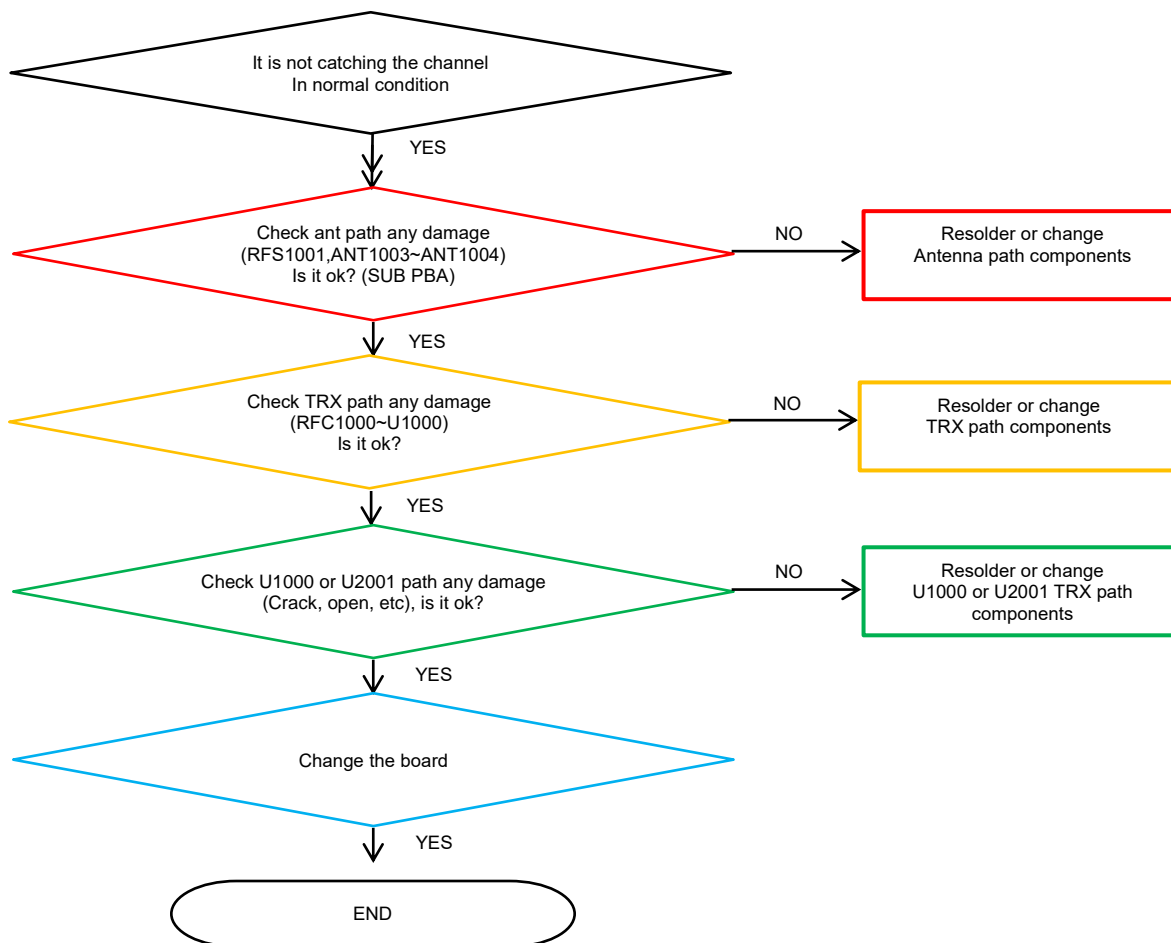 It is not catching the channel
In normal condition
YES
Check ant path any damage
(RFS1001,ANT1003~ANT1004)
Is it ok? (SUB PBA)
NO
Resolder or change
Antenna path components
YES
Check TRX path any damage
(RFC1000~U1000)
Is it ok?
NO
Resolder or change
TRX path components
YES
Check U1000 or U2001 path any damage
(Crack, open, etc), is it ok?
NO
Resolder or change
U1000 or U2001 TRX path
components
YES
Change the board
YES
END